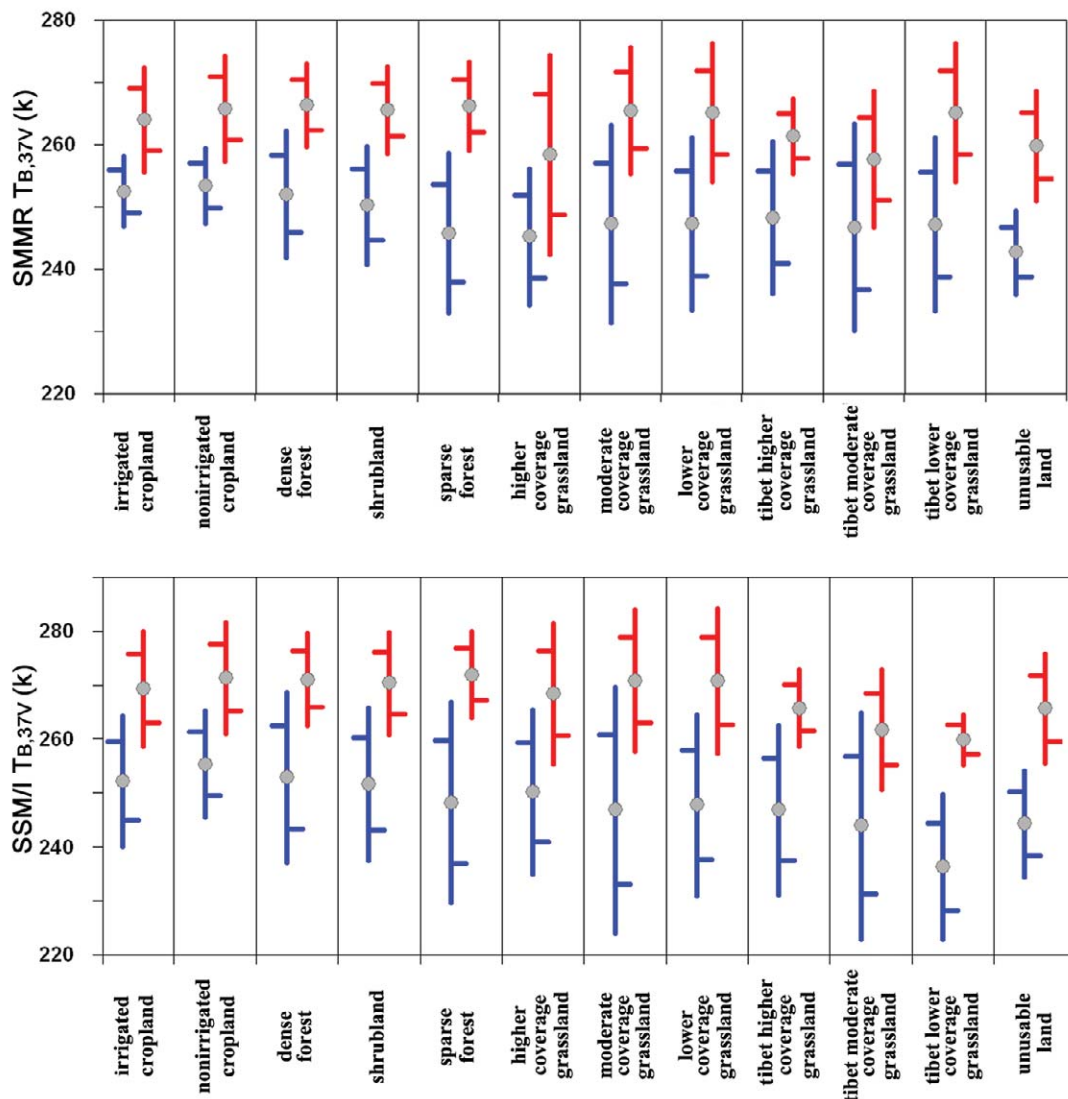 280
260
240
220
SMMR TB,37V (k)
irrigated
cropland
nonirrigated
cropland
dense
forest
shrubland
sparse
forest
higher
coverage
grassland
moderate
coverage
grassland
lower
coverage
grassland
tibet higher
coverage
grassland
tibet moderate
coverage
grassland
tibet lower
coverage
grassland
unusable
land
280
260
240
220
SSM/I TB,37V (k)
irrigated
cropland
nonirrigated
cropland
dense
forest
shrubland
sparse
forest
higher
coverage
grassland
moderate
coverage
grassland
lower
coverage
grassland
tibet higher
coverage
grassland
tibet moderate
coverage
grassland
tibet lower
coverage
grassland
unusable
land